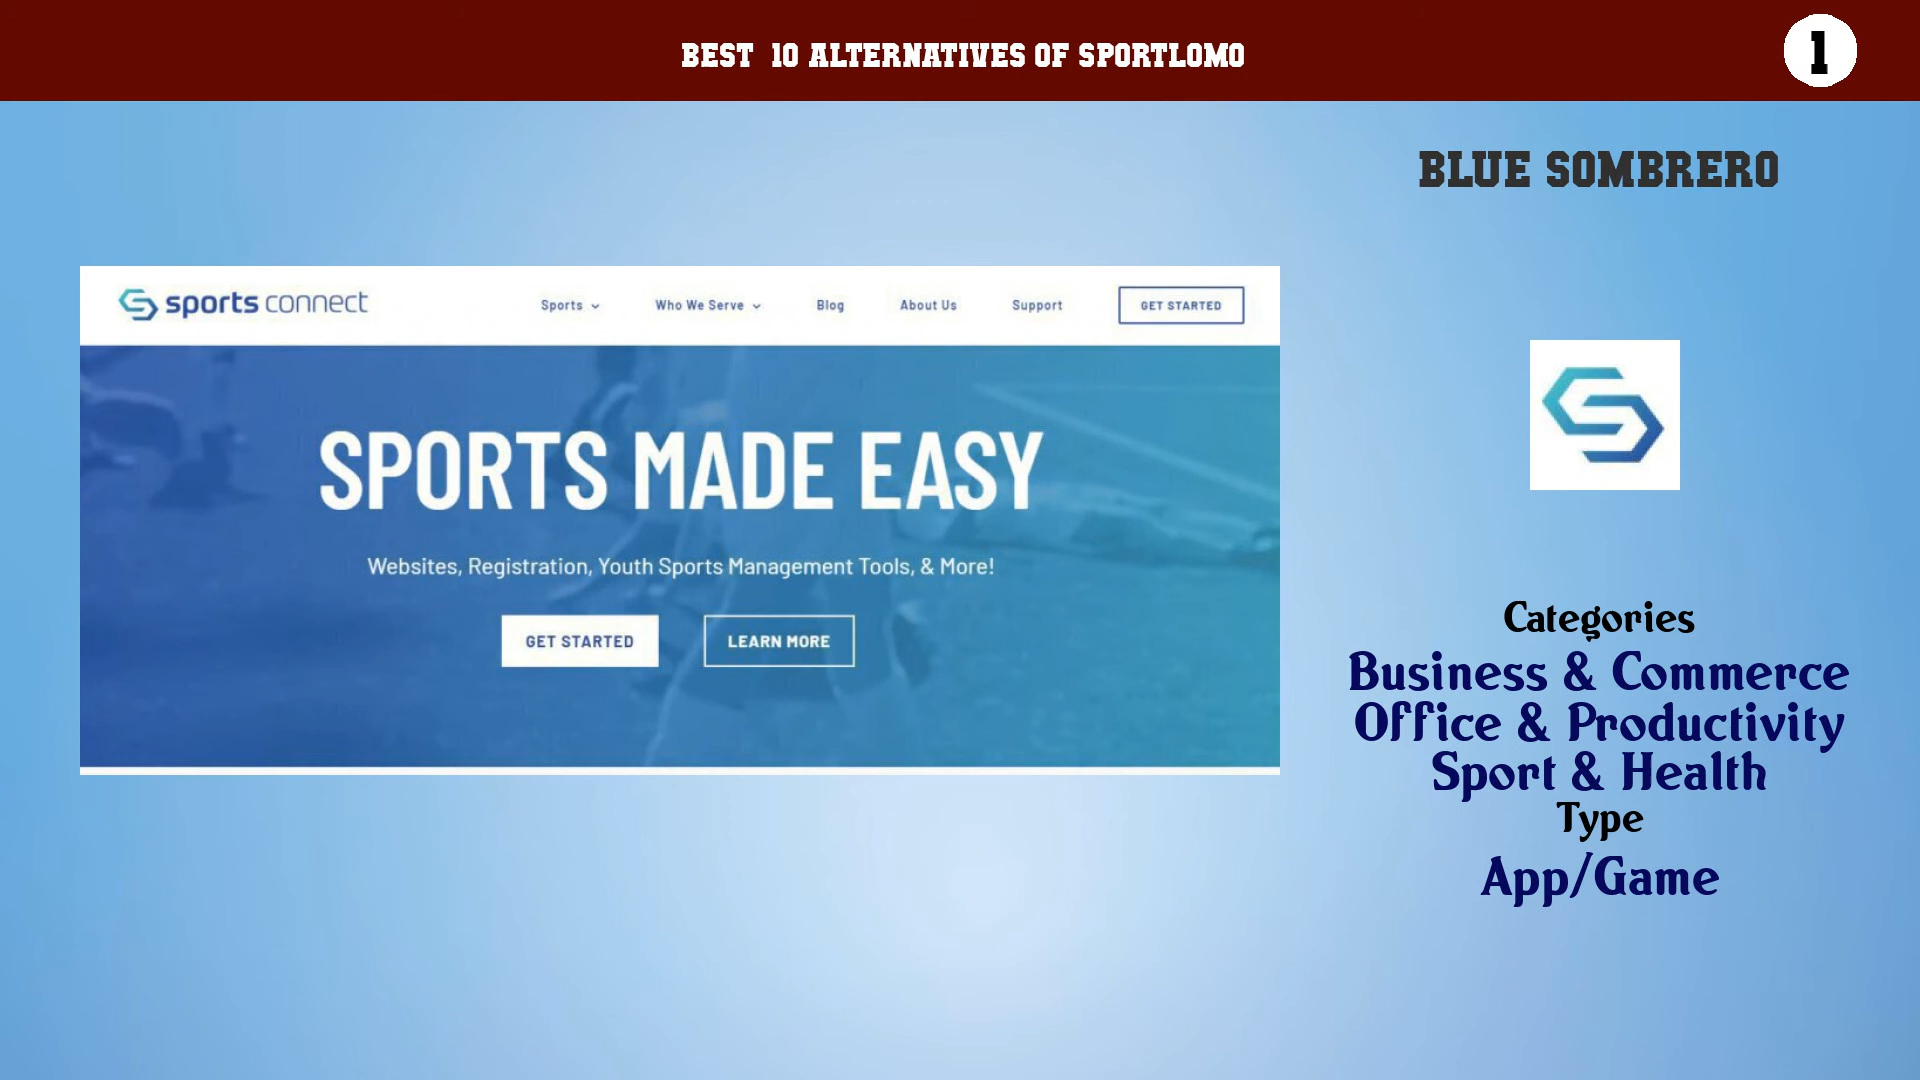 BEST 10 ALTERNATIVES OF SPORTLOMO
1
BLUE SOMBRERO
sports connect
Sports
Who We Serve
Blog
About Us
Support
GET STARTED
SPORTS MADE EASY
Websites, Registration, Youth Sports Management Tools, & More!
GET STARTED
LEARN MORE
Categories
Business & Commerce
Office & Productivity
Sport & Health
Type
App/Game